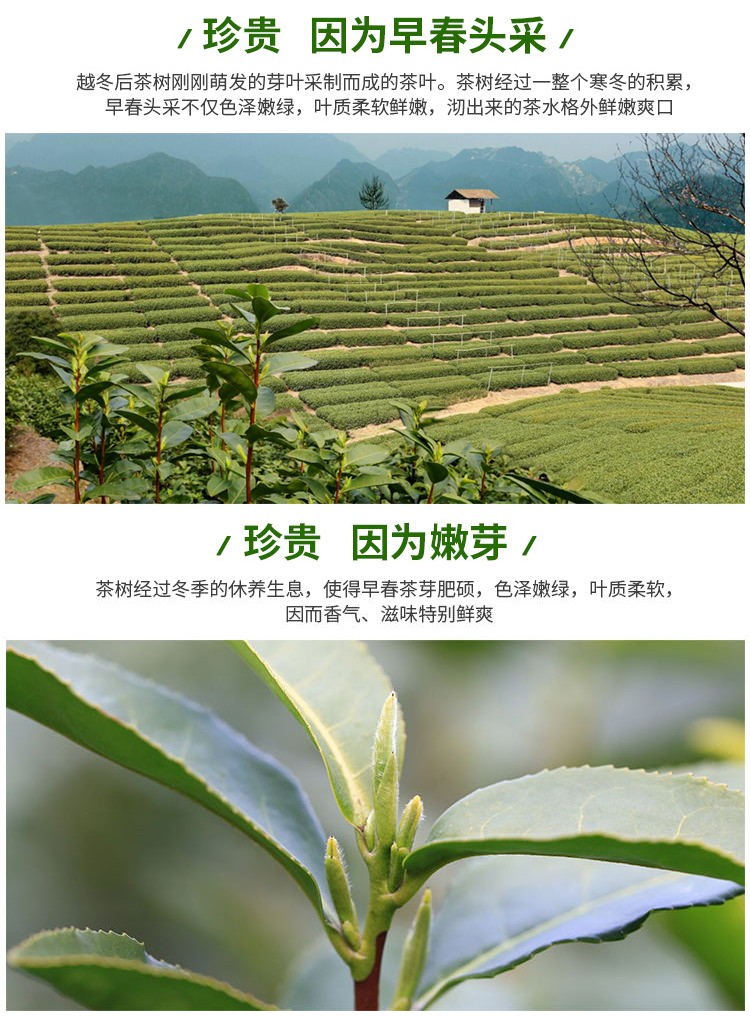 / 珍贵 因为早春头采 /
越冬后茶树刚刚萌发的芽叶采制而成的茶叶。茶树经过一整个寒冬的积累，
早春头采不仅色泽嫩绿，叶质柔软鲜嫩，沏出来的茶水格外鲜嫩爽口
/ 珍贵 因为嫩芽 /
茶树经过冬季的休养生息，使得早春茶芽肥硕，色泽嫩绿，叶质柔软，
因而香气、滋味特别鲜爽